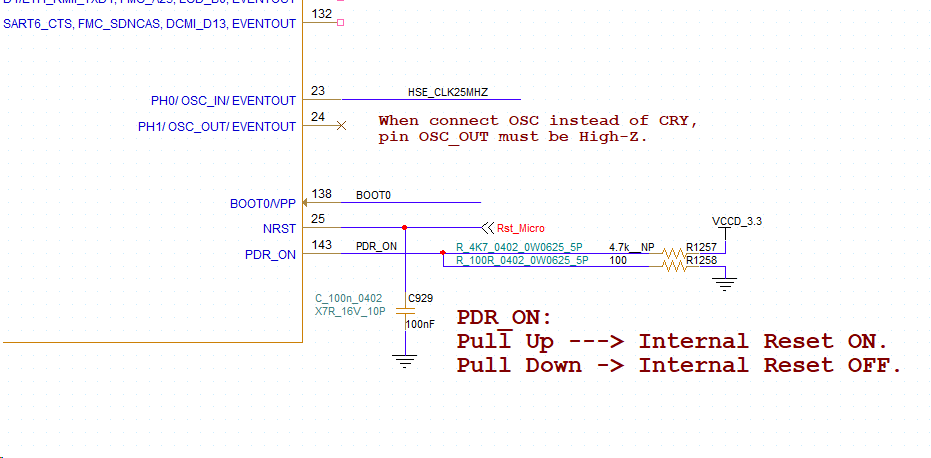 SART6_CTS, FMC_SDNCAS, DCMI_D13, EVENTOUT 132
PH0/ OSC_IN/ EVENTOUT 23 HSE_CLK25MHZ
PH1/ OSC_OUT/ EVENTOUT 24
When connect OSC instead of CRY,
pin OSC_OUT must be High-Z.
BOOT0/VPP 138 BOOT0
NRST 25 Rst_Micro
VCCD_3.3
PDR_ON 143 PDR_ON R_4K7_0402_0W0625_5P 4.7k__NP R1257
R_100R_0402_0W0625_5P 100 R1258
C_100n_0402 C929
X7R_16V_10P
100nF
PDR_ON:
Pull Up ---> Internal Reset ON.
Pull Down -> Internal Reset OFF.